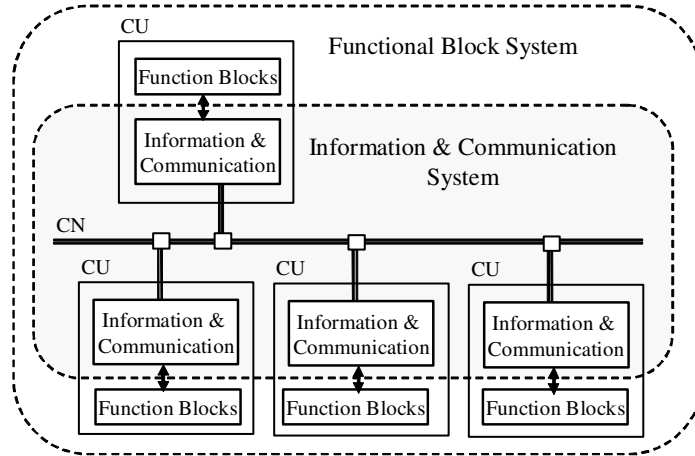 CU
Functional Block System
Function Blocks
Information &
Communication
Information & Communication
System
CN
CU
CU
CU
Information &
Communication
Information &
Communication
Information &
Communication
Function Blocks
Function Blocks
Function Blocks